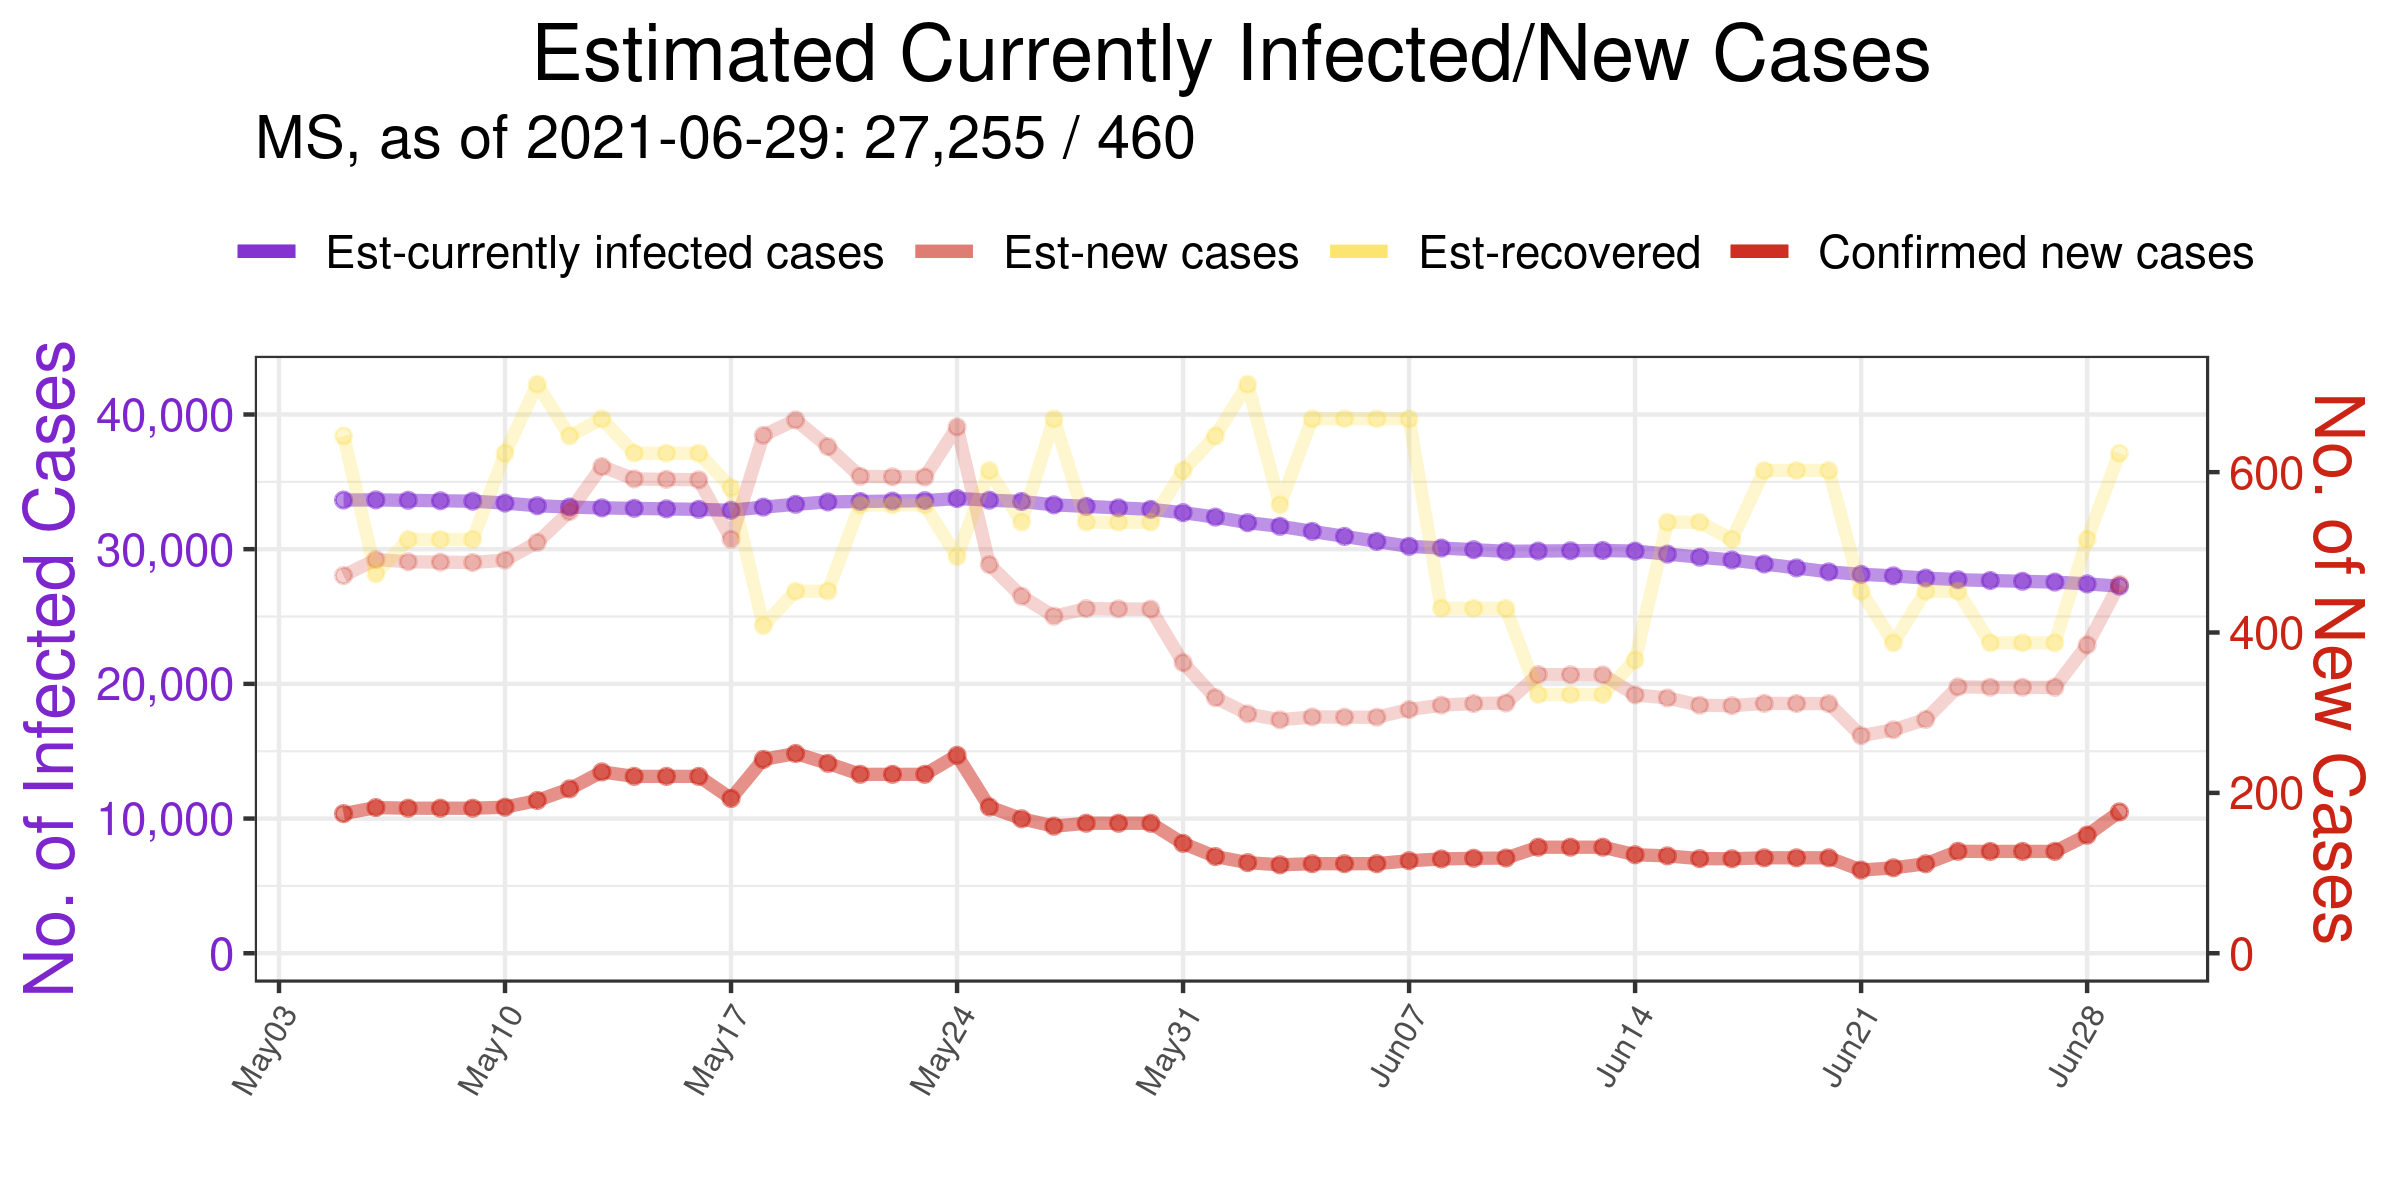 Estimated Currently Infected/New Cases
MS, as of 2021-06-29: 27,255 / 460
Est-currently infected cases Est-new cases Est-recovered Confirmed new cases
No. of Infected Cases
40,000
30,000
20,000
10,000
0
600
400
200
0
No. of New Cases
May03 May10 May17 May24 May31 Jun07 Jun14 Jun21 Jun28